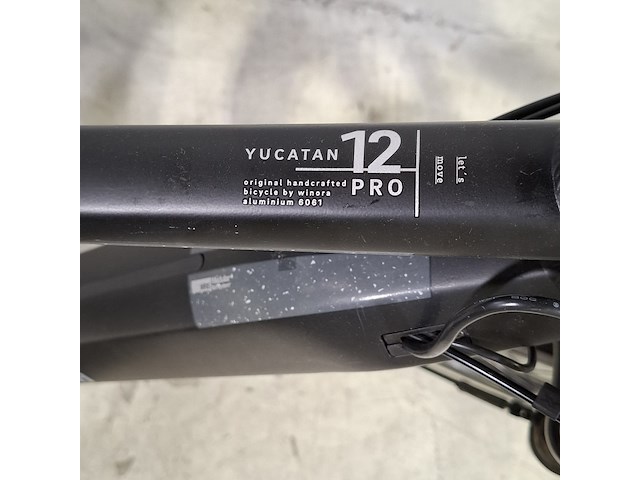 YUCATAN 12
PRO
original handcrafted
bicycle by winora
aluminium 6061
let's
move